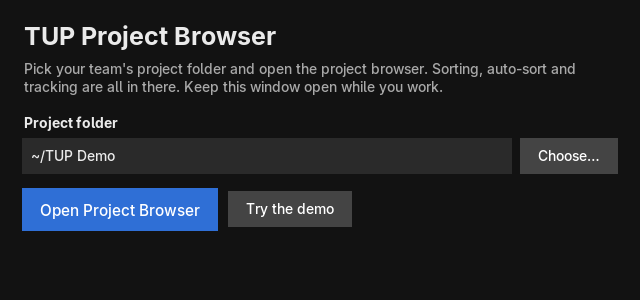 TUP Project Browser
Pick your team's project folder and open the project browser. Sorting, auto-sort and
tracking are all in there. Keep this window open while you work.
Project folder
~/TUP Demo
Choose...
Open Project Browser
Try the demo